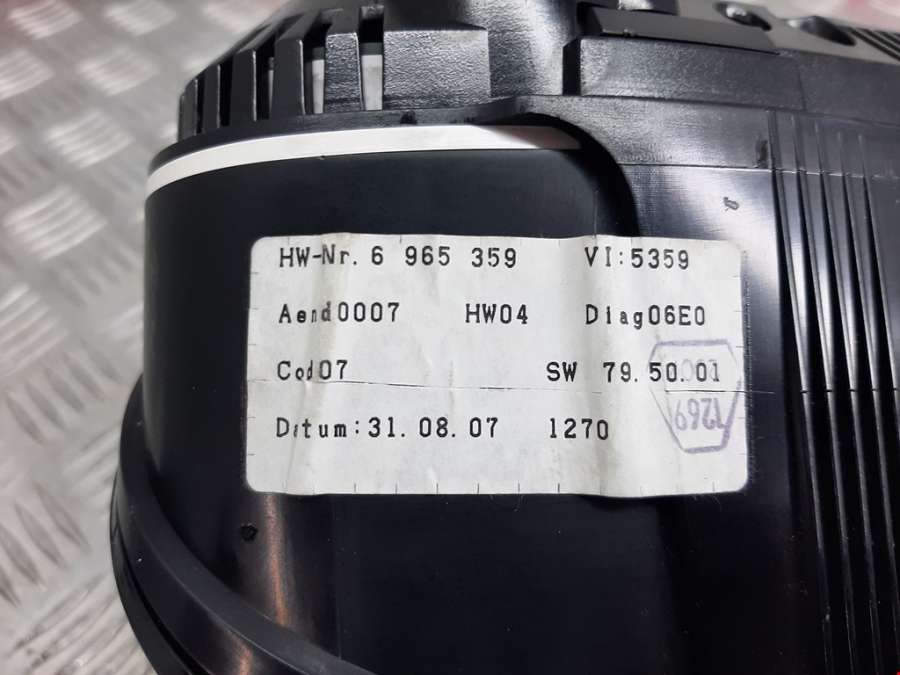 HW-Nr. 6 965 359 VI:5359
Aend0007 HW04 Diag06E0
Cod07 SW 79.50.01
Datum:31.08.07 1270
1269